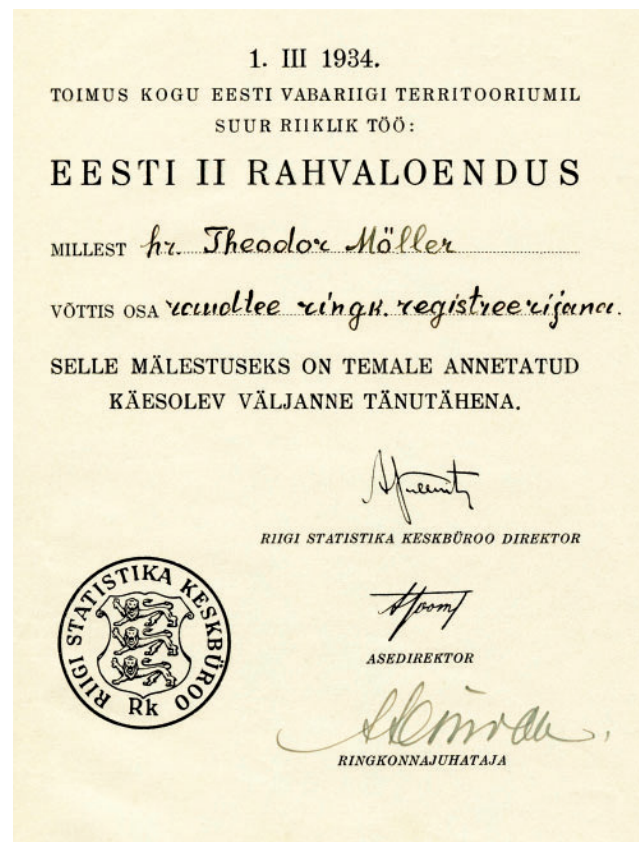 1. III 1934.
TOIMUS KOGU EESTI VABARIIGI TERRITOORIUMIL
SUUR RIIKLIK TÖÖ:
EESTI II RAHVALOENDUS
MILLEST hr. Theodor Möller
VÕTTIS OSA raudtee ringk. registreerijana.
SELLE MÄLESTUSEKS ON TEMALE ANNETATUD
KÄESOLEV VÄLJANNE TÄNUTÄHENA.
RIIGI STATISTIKA KESKBÜROO DIREKTOR
ASEDIREKTOR
RINGKONNAJUHATAJA
RIIGI STATISTIKA KESKBÜROO
Rk